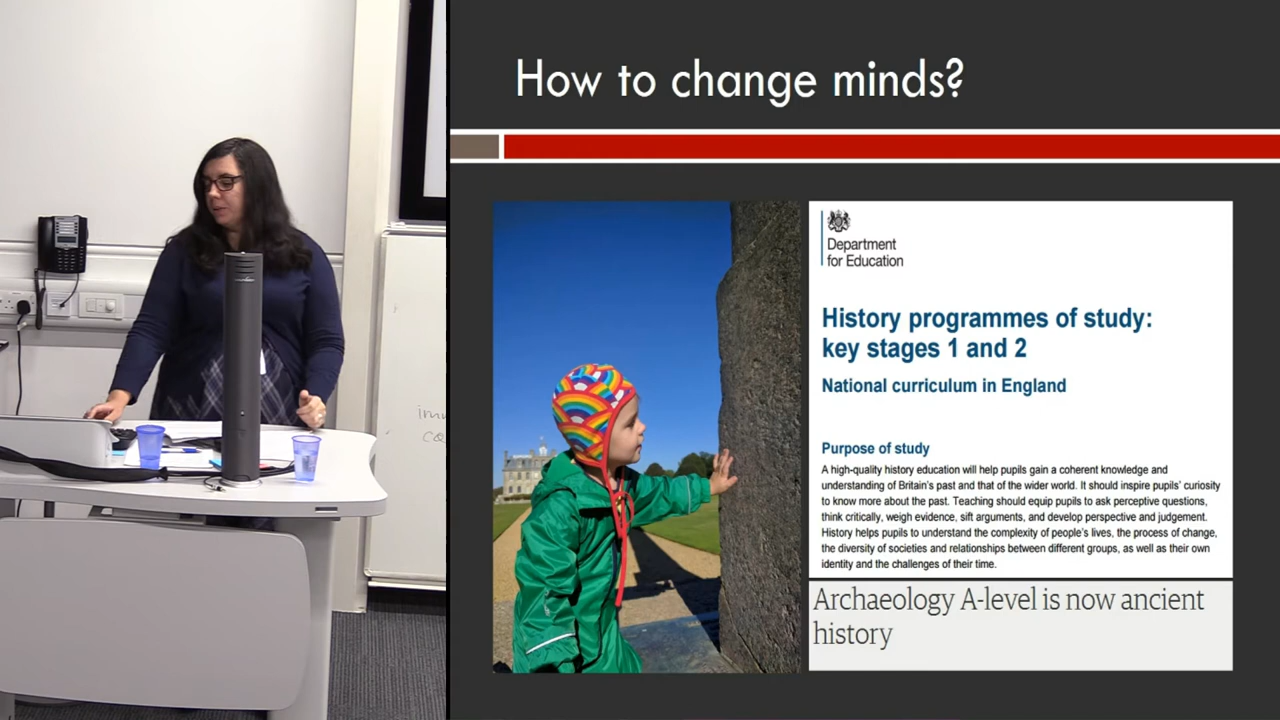 How to change minds?
Department
for Education
History programmes of study:
key stages 1 and 2
National curriculum in England
Purpose of study
A high-quality history education will help pupils gain a coherent knowledge and
understanding of Britain's past and that of the wider world. It should inspire pupils' curiosity
to know more about the past. Teaching should equip pupils to ask perceptive questions,
think critically, weigh evidence, sift arguments, and develop perspective and judgement.
History helps pupils to understand the complexity of people's lives, the process of change,
the diversity of societies and relationships between different groups, as well as their own
identity and the challenges of their time.
Archaeology A-level is now ancient
history